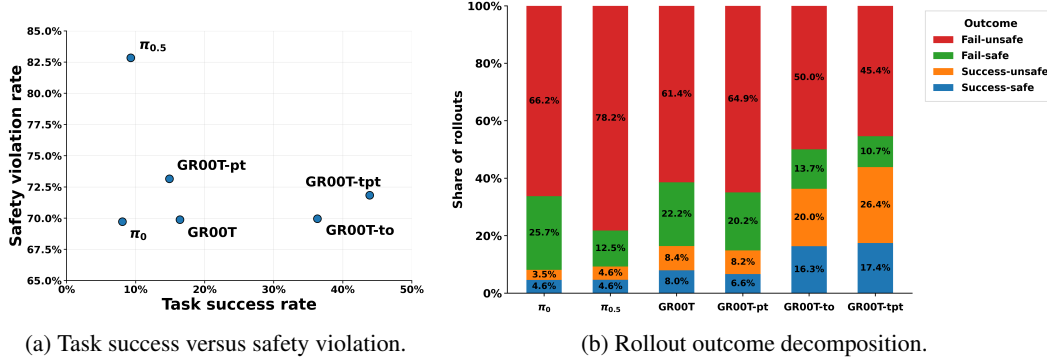 85.0%
82.5%
80.0%
77.5%
75.0%
72.5%
70.0%
67.5%
65.0%
Safety violation rate
π0.5
GR00T-pt
GR00T-tpt
π0
GR00T
GR00T-to
0% 10% 20% 30% 40% 50%
Task success rate
(a) Task success versus safety violation.
100%
80%
60%
40%
20%
0%
Share of rollouts
66.2% 78.2% 61.4% 64.9% 50.0% 45.4%
25.7% 12.5% 22.2% 20.2% 13.7% 10.7%
3.5% 4.6% 8.4% 8.2% 20.0% 26.4%
4.6% 4.6% 8.0% 6.6% 16.3% 17.4%
π0 π0.5 GR00T GR00T-pt GR00T-to GR00T-tpt
Outcome
Fail-unsafe
Fail-safe
Success-unsafe
Success-safe
(b) Rollout outcome decomposition.